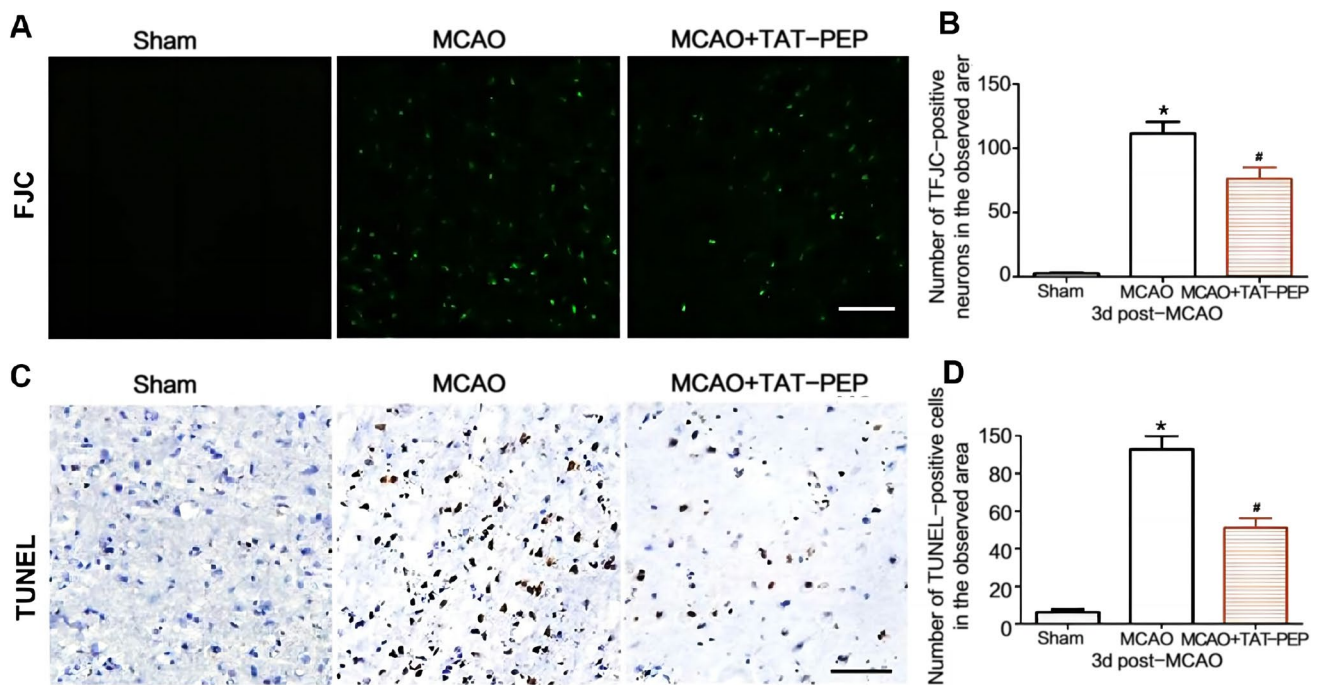 A
Sham
MCAO
MCAO+TAT-PEP
FJC
B
Number of TFJC-positive
neurons in the observed arer
150
100
50
0
*
#
Sham
MCAO
MCAO+TAT-PEP
3d post-MCAO
C
Sham
MCAO
MCAO+TAT-PEP
TUNEL
D
Number of TUNEL-positive cells
in the observed area
150
80
60
40
20
0
*
#
Sham
MCAO
MCAO+TAT-PEP
3d post-MCAO